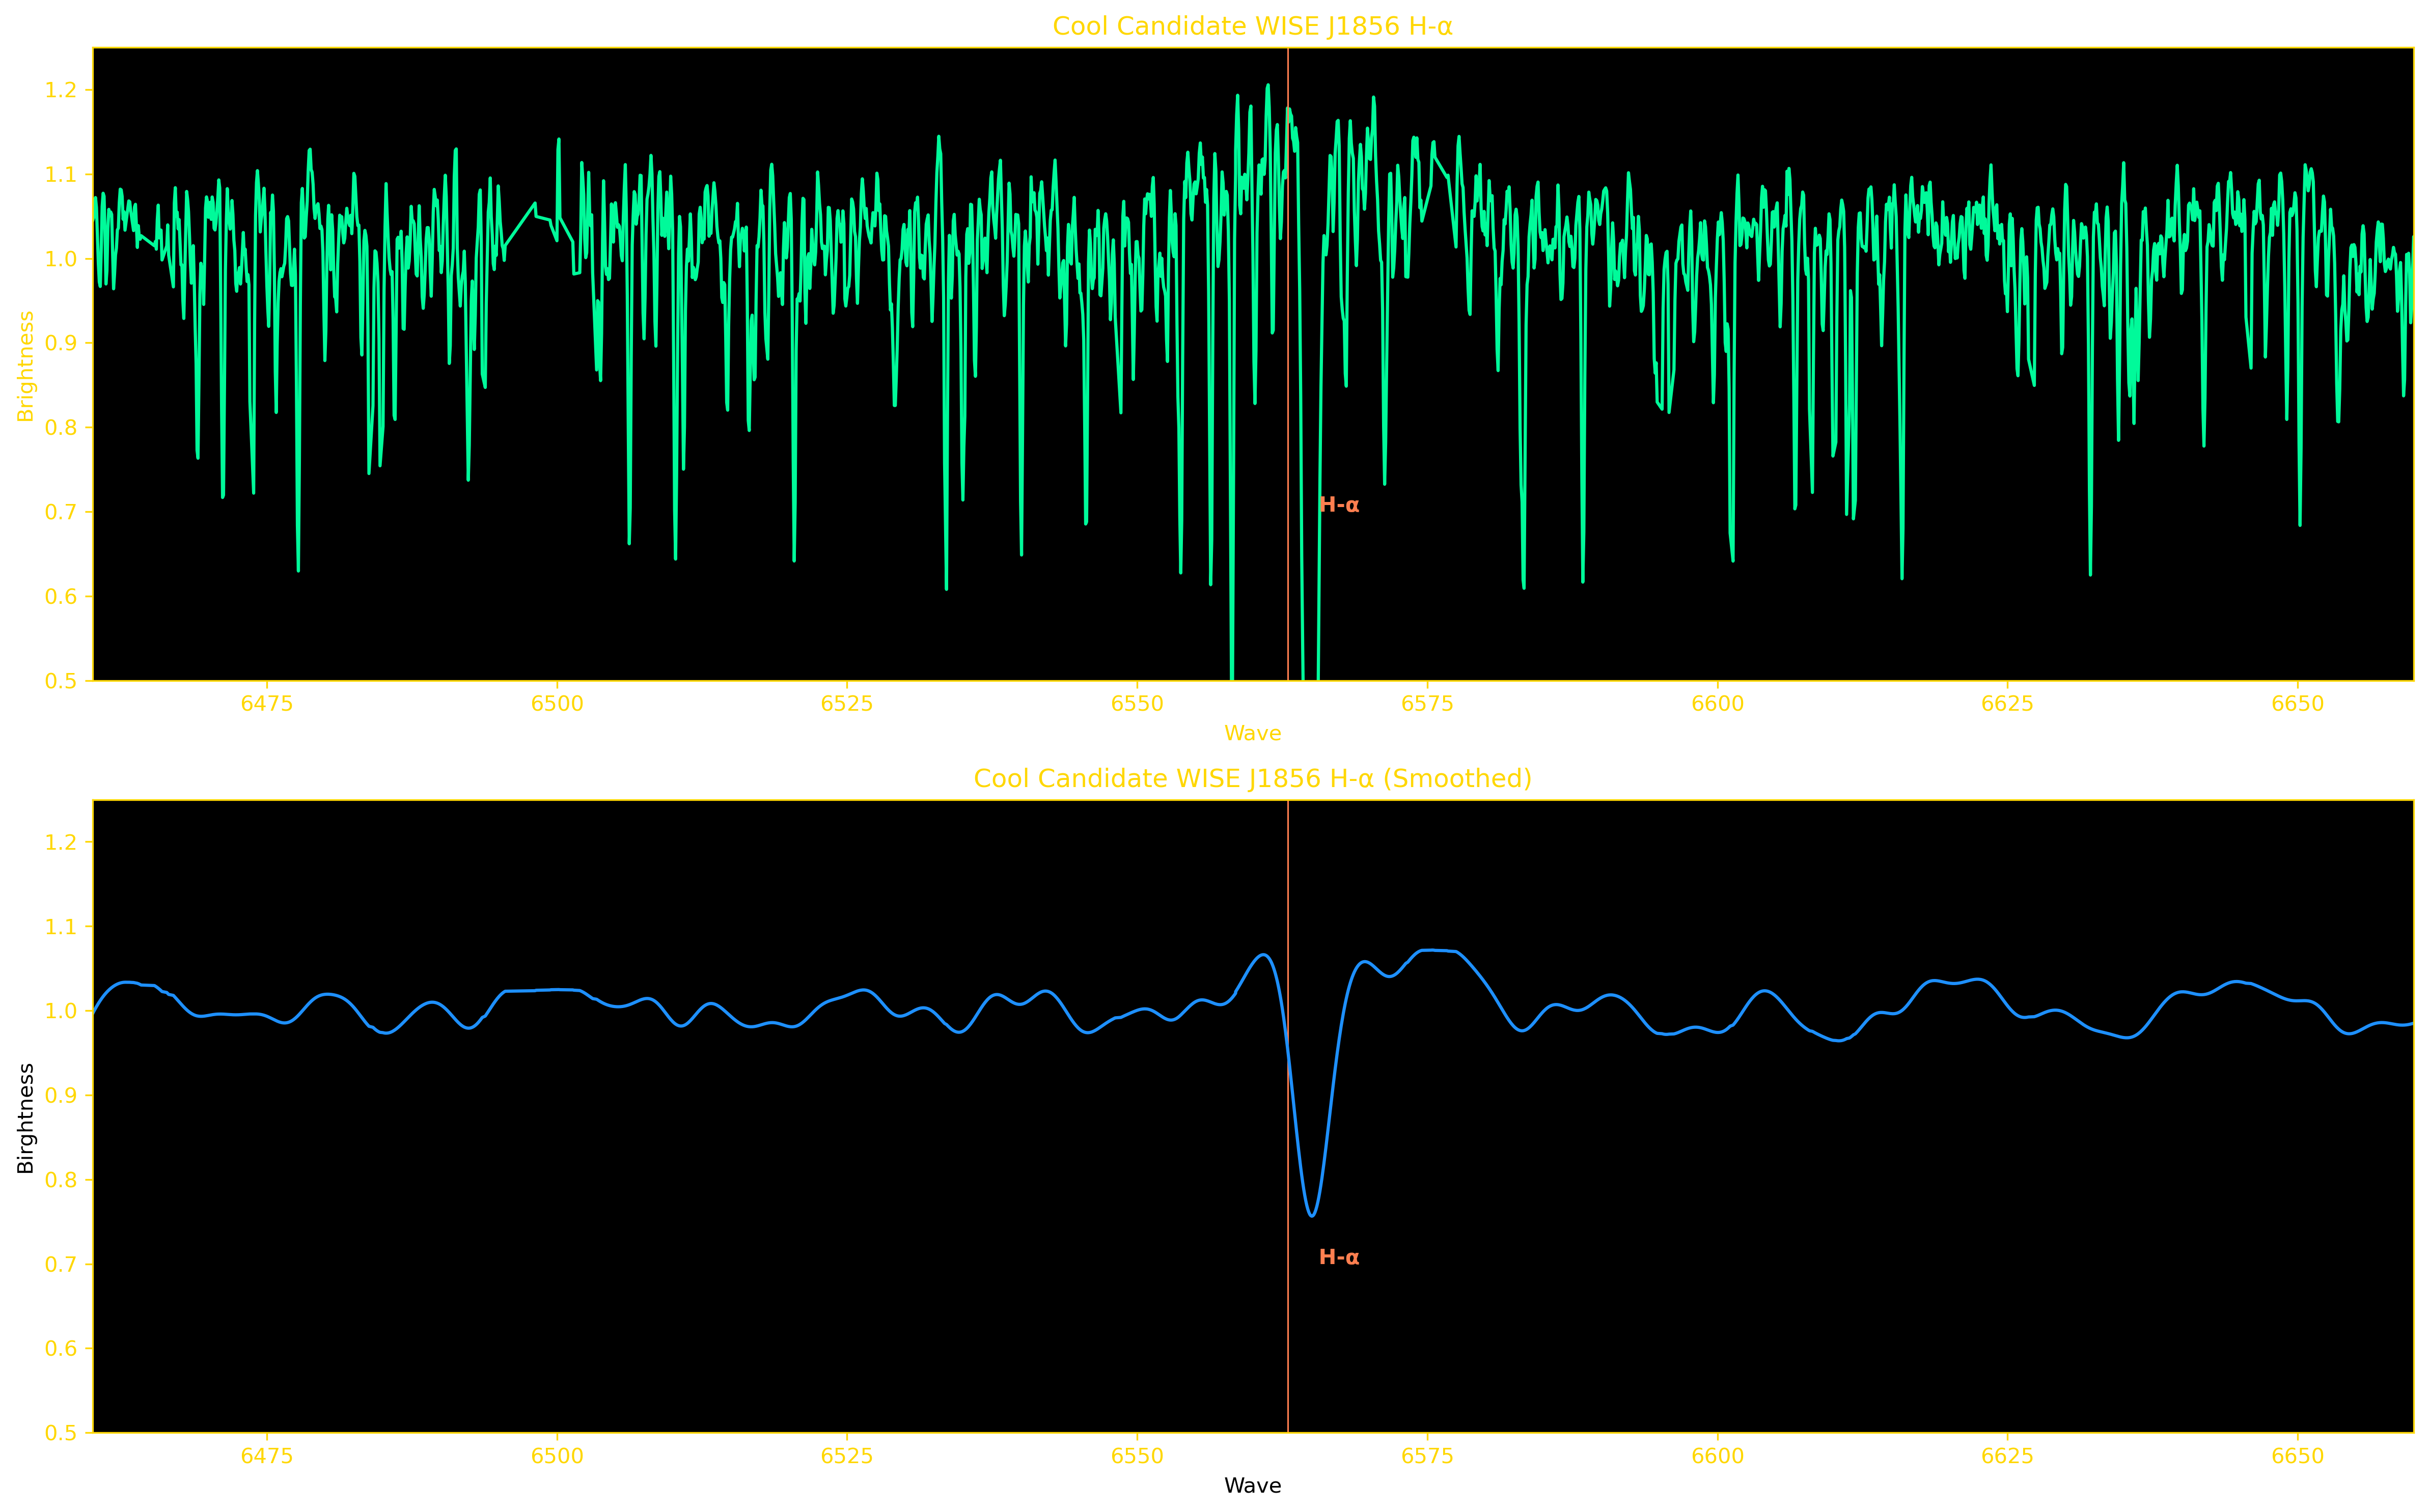 Cool Candidate WISE J1856 H-α
1.2
1.1
1.0
0.9
0.8
0.7
0.6
0.5
Brightness
H-α
6475 6500 6525 6550 6575 6600 6625 6650
Wave
Cool Candidate WISE J1856 H-α (Smoothed)
1.2
1.1
1.0
0.9
0.8
0.7
0.6
0.5
Birghtness
H-α
6475 6500 6525 6550 6575 6600 6625 6650
Wave